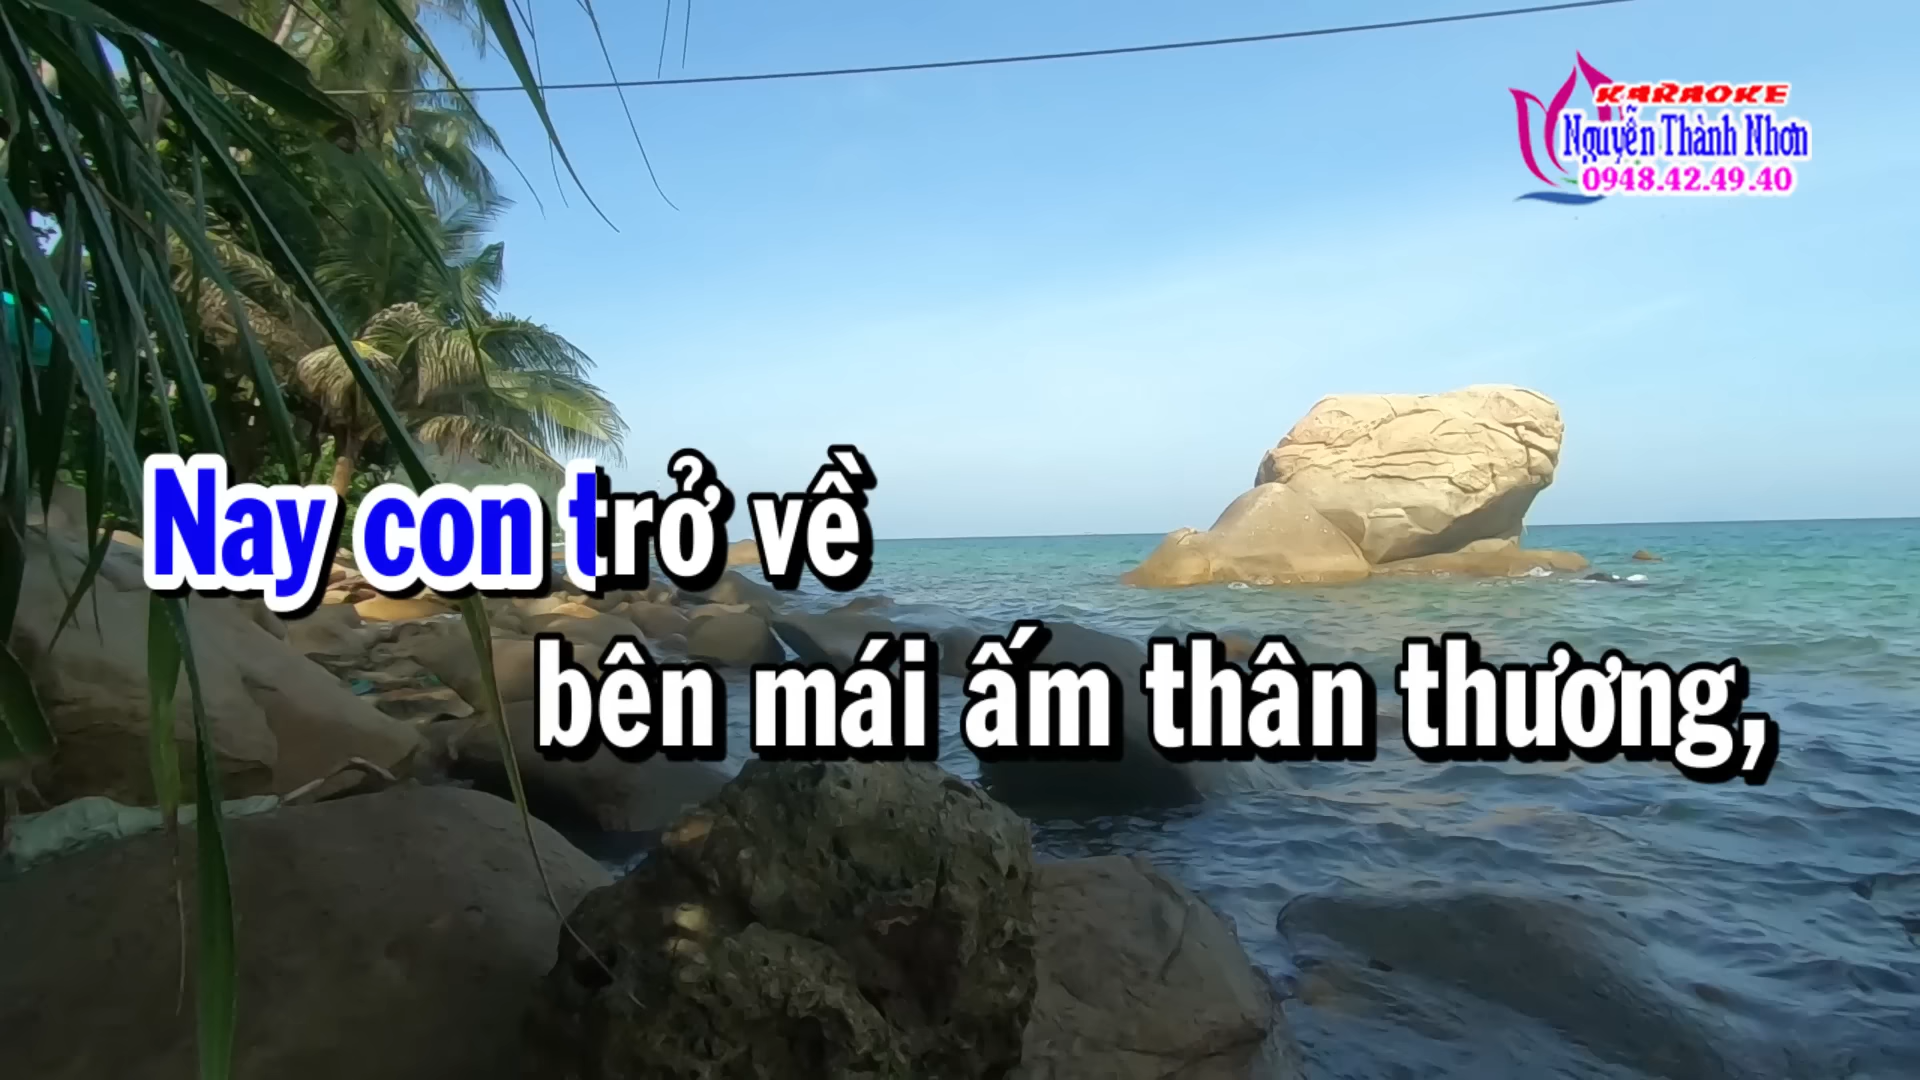 KARAOKE
Nguyễn Thành Nhơn
0948.42.49.40
Nay con trở về
bên mái ấm thân thương,